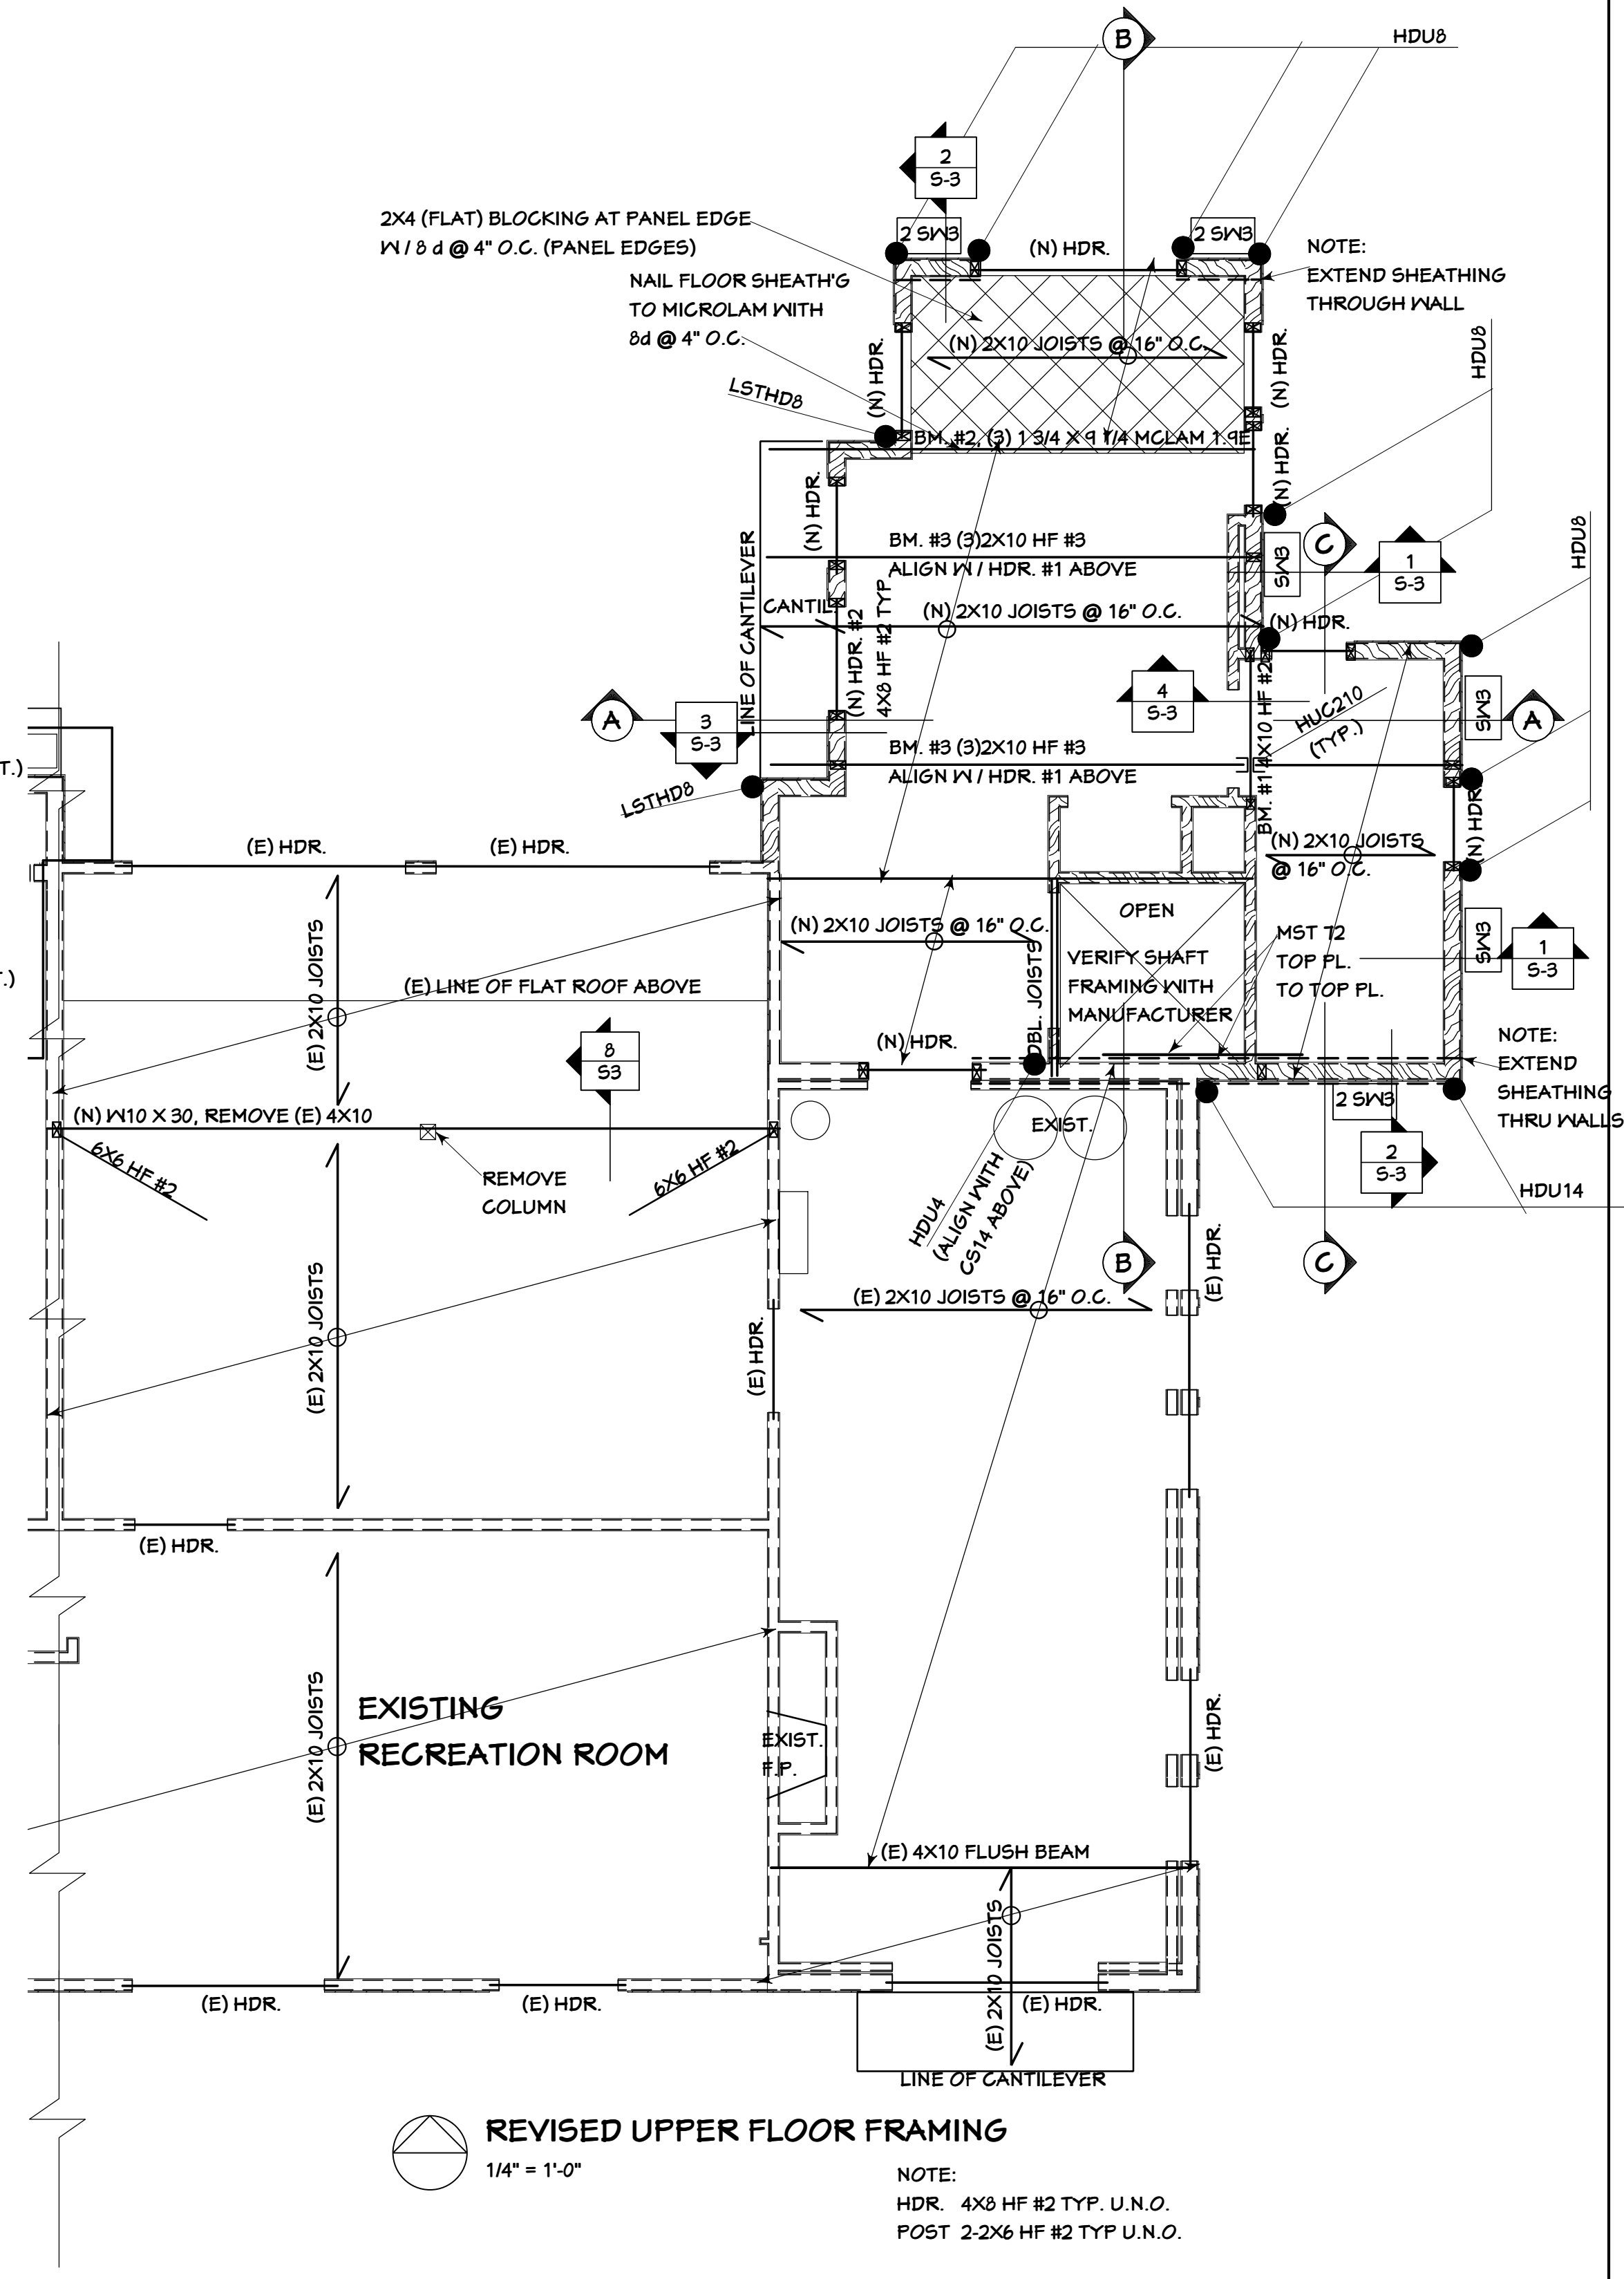 B
HDU8
2
S-3
2X4 (FLAT) BLOCKING AT PANEL EDGE
W / 8 d @ 4" O.C. (PANEL EDGES)
2 SW3
2 SW3
(N) HDR.
NOTE:
EXTEND SHEATHING
THROUGH WALL
NAIL FLOOR SHEATH'G
TO MICROLAM WITH
8d @ 4" O.C.
(N) 2X10 JOISTS @ 16" O.C.
(N) HDR.
(N) HDR.
HDU8
LSTHD8
BM. #2, (3) 1 3/4 X 9 1/4 MCLAM 1.9E
(N) HDR.
(N) HDR.
LINE OF CANTILEVER
BM. #3 (3)2X10 HF #3
ALIGN W / HDR. #1 ABOVE
SW3
C
1
S-3
HDU8
CANTIL.
(N) 2X10 JOISTS @ 16" O.C.
(N) HDR.
(N) HDR. #2
4X8 HF #2 TYP
A
3
S-3
4
S-3
HUC210
(TYP.)
SW3
A
BM. #3 (3)2X10 HF #3
ALIGN W / HDR. #1 ABOVE
BM. #1 4X10 HF #2
T.)
LSTHD8
(N) HDR.
(E) HDR.
(E) HDR.
(N) 2X10 JOISTS
@ 16" O.C.
(N) 2X10 JOISTS @ 16" O.C.
OPEN
VERIFY SHAFT
FRAMING WITH
MANUFACTURER
MST 72
TOP PL.
TO TOP PL.
SW3
1
S-3
(E) 2X10 JOISTS
T.)
(E) LINE OF FLAT ROOF ABOVE
DBL. JOISTS
8
S3
(N) HDR.
NOTE:
EXTEND
SHEATHING
THRU WALLS
(N) W10 X 30, REMOVE (E) 4X10
EXIST.
2 SW3
6X6 HF #2
6X6 HF #2
REMOVE
COLUMN
2
S-3
HDU14
HDU4
(ALIGN WITH
CS14 ABOVE)
B
C
(E) HDR.
(E) 2X10 JOISTS
(E) 2X10 JOISTS @ 16" O.C.
(E) HDR.
(E) HDR.
(E) 2X10 JOISTS
EXISTING
RECREATION ROOM
EXIST.
F.P.
(E) HDR.
(E) 4X10 FLUSH BEAM
(E) 2X10 JOISTS
(E) HDR.
(E) HDR.
(E) HDR.
LINE OF CANTILEVER
REVISED UPPER FLOOR FRAMING
1/4" = 1'-0"
NOTE:
HDR. 4X8 HF #2 TYP. U.N.O.
POST 2-2X6 HF #2 TYP U.N.O.